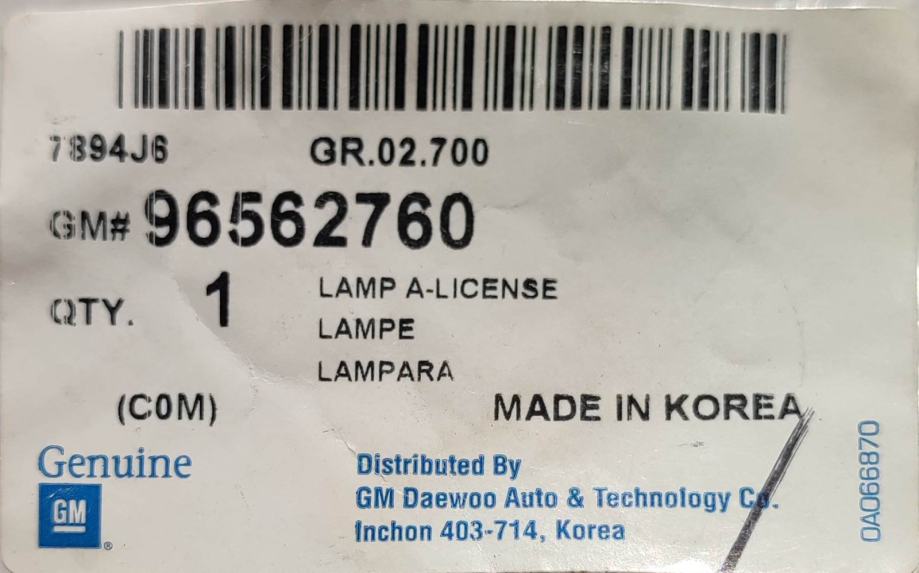 7894J6 GR.02.700
GM# 96562760
QTY. 1 LAMP A-LICENSE
LAMPE
LAMPARA
(C0M) MADE IN KOREA
Genuine
GM
®
Distributed By
GM Daewoo Auto & Technology Co.
Inchon 403-714, Korea
0A066870